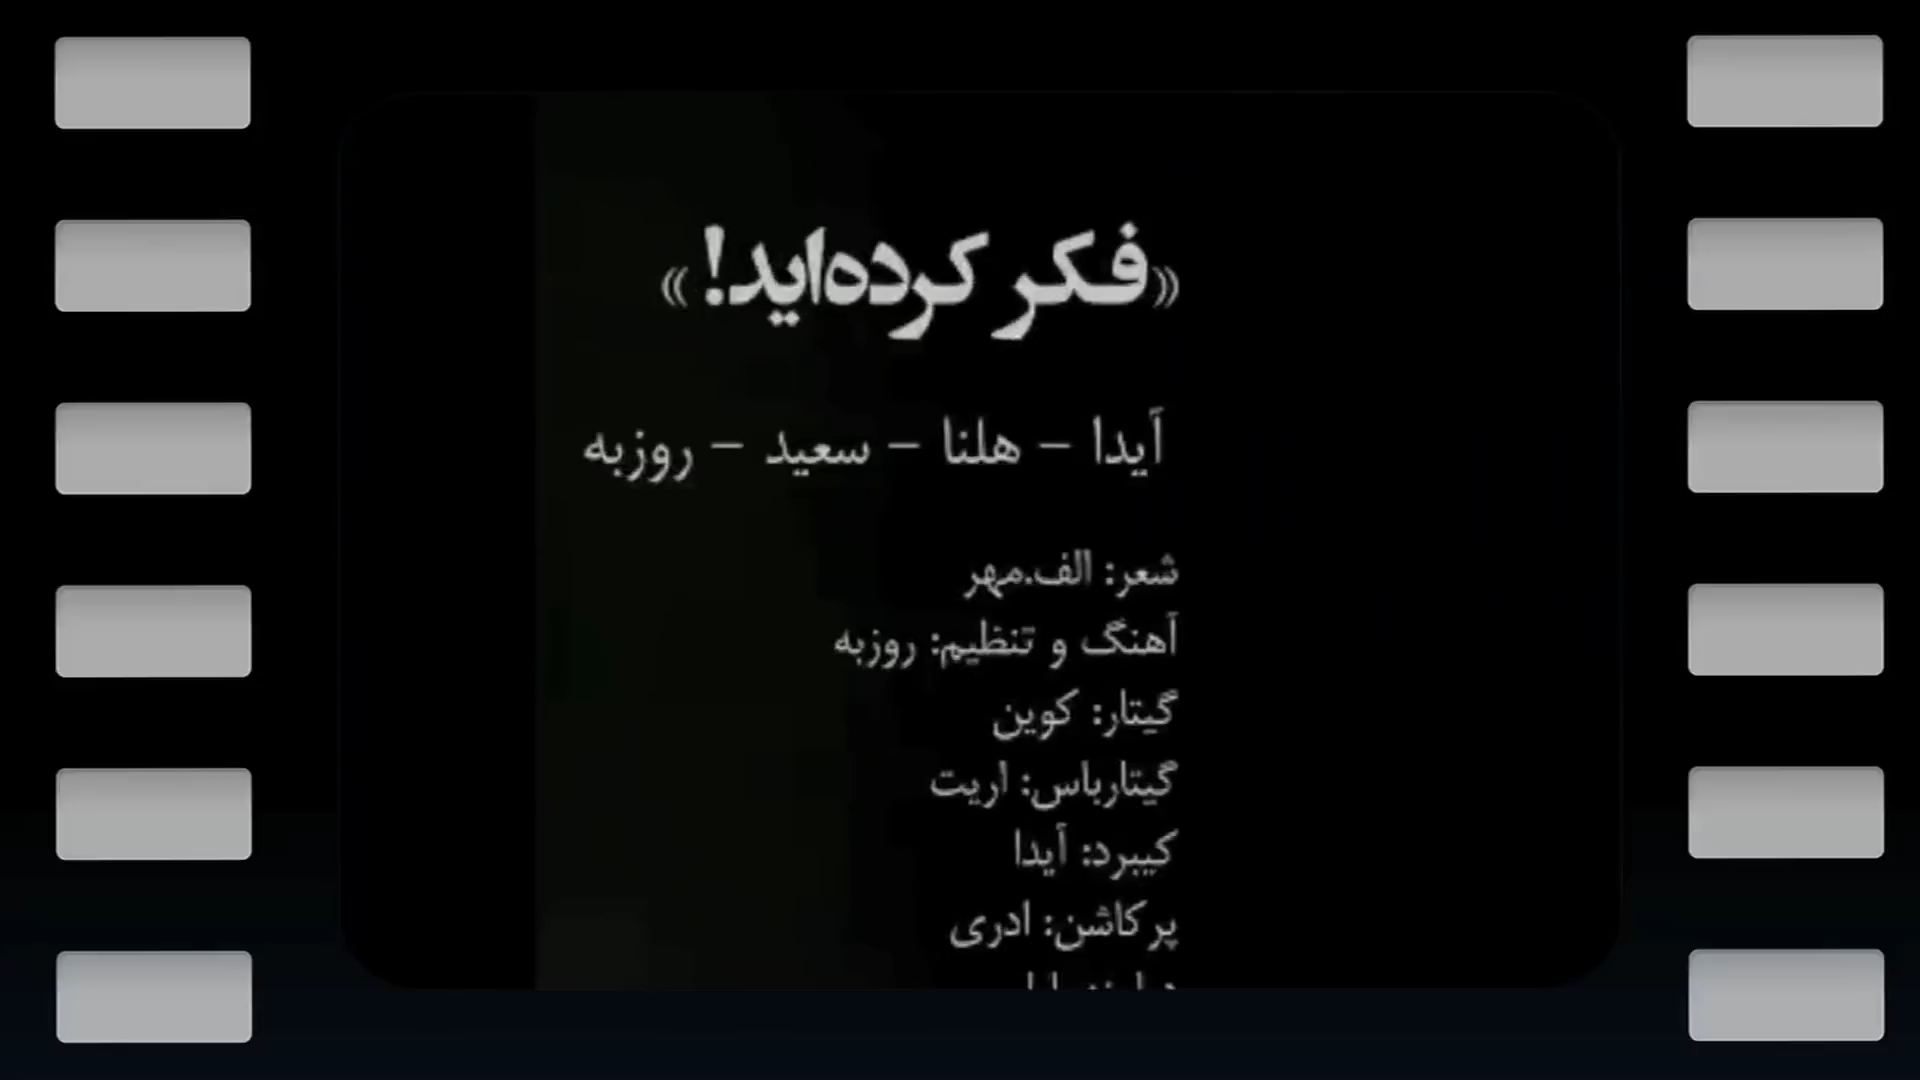 «فکر کرده‌اید!»
آیدا – هلنا – سعید – روزبه
شعر: الف.مهر
آهنگ و تنظیم: روزبه
گیتار: کوین
گیتارباس: اریت
کیبرد: آیدا
پرکاشن: ادری